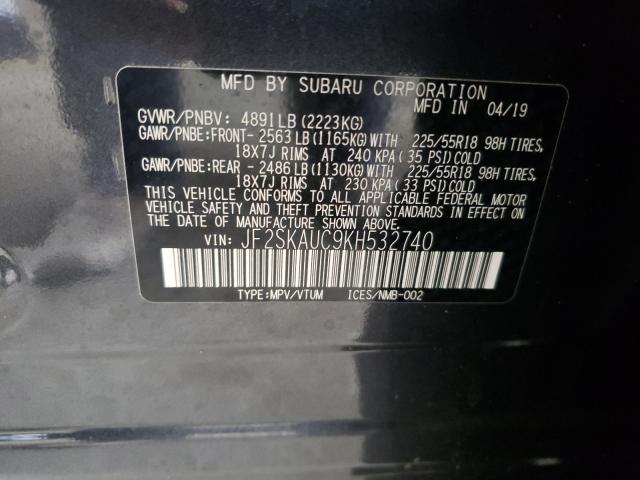 MFD BY SUBARU CORPORATION
MFD IN 04/19
GVWR/PNBV: 4891LB (2223KG)
GAWR/PNBE:FRONT- 2563 LB (1165KG) WITH 225/55R18 98H TIRES,
18X7J RIMS AT 240 KPA ( 35 PSI) COLD
GAWR/PNBE:REAR - 2486 LB (1130KG) WITH 225/55R18 98H TIRES,
18X7J RIMS AT 230 KPA ( 33 PSI) COLD
THIS VEHICLE CONFORMS TO ALL APPLICABLE FEDERAL MOTOR
VEHICLE SAFETY AND THEFT PREVENTION STANDARDS IN EFFECT ON
THE DATE OF MANUFACTURE SHOWN ABOVE.
VIN: JF2SKAUC9KH532740
TYPE:MPV/VTUM ICES/NMB-002